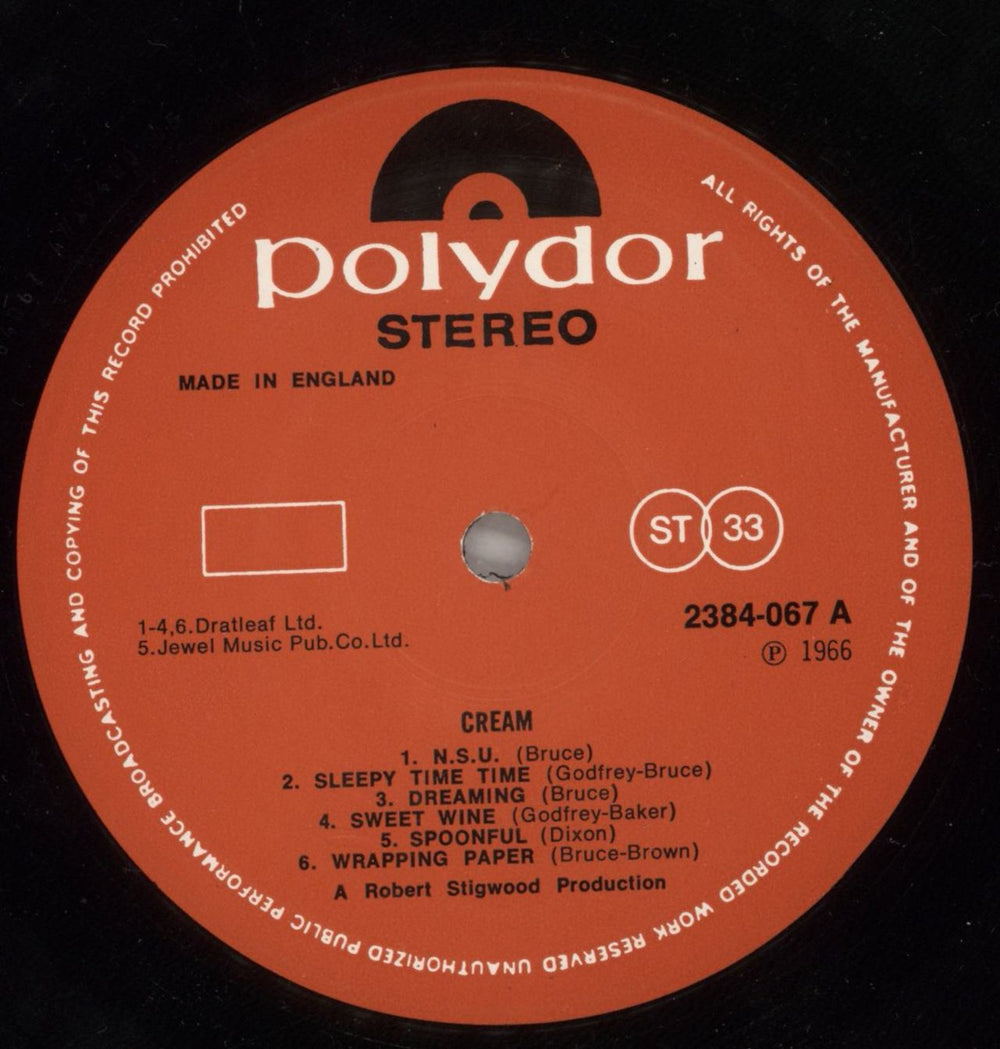 polydor
STEREO
MADE IN ENGLAND
ST 33
1-4,6.Dratleaf Ltd.
5.Jewel Music Pub.Co.Ltd.
2384-067 A
Ⓟ 1966
CREAM
1. N.S.U. (Bruce)
2. SLEEPY TIME TIME (Godfrey-Bruce)
3. DREAMING (Bruce)
4. SWEET WINE (Godfrey-Baker)
5. SPOONFUL (Dixon)
6. WRAPPING PAPER (Bruce-Brown)
A Robert Stigwood Production
ALL RIGHTS OF THE MANUFACTURER AND OF THE OWNER OF THE RECORDED WORK RESERVED UNAUTHORIZED PUBLIC PERFORMANCE BROADCASTING AND COPYING OF THIS RECORD PROHIBITED